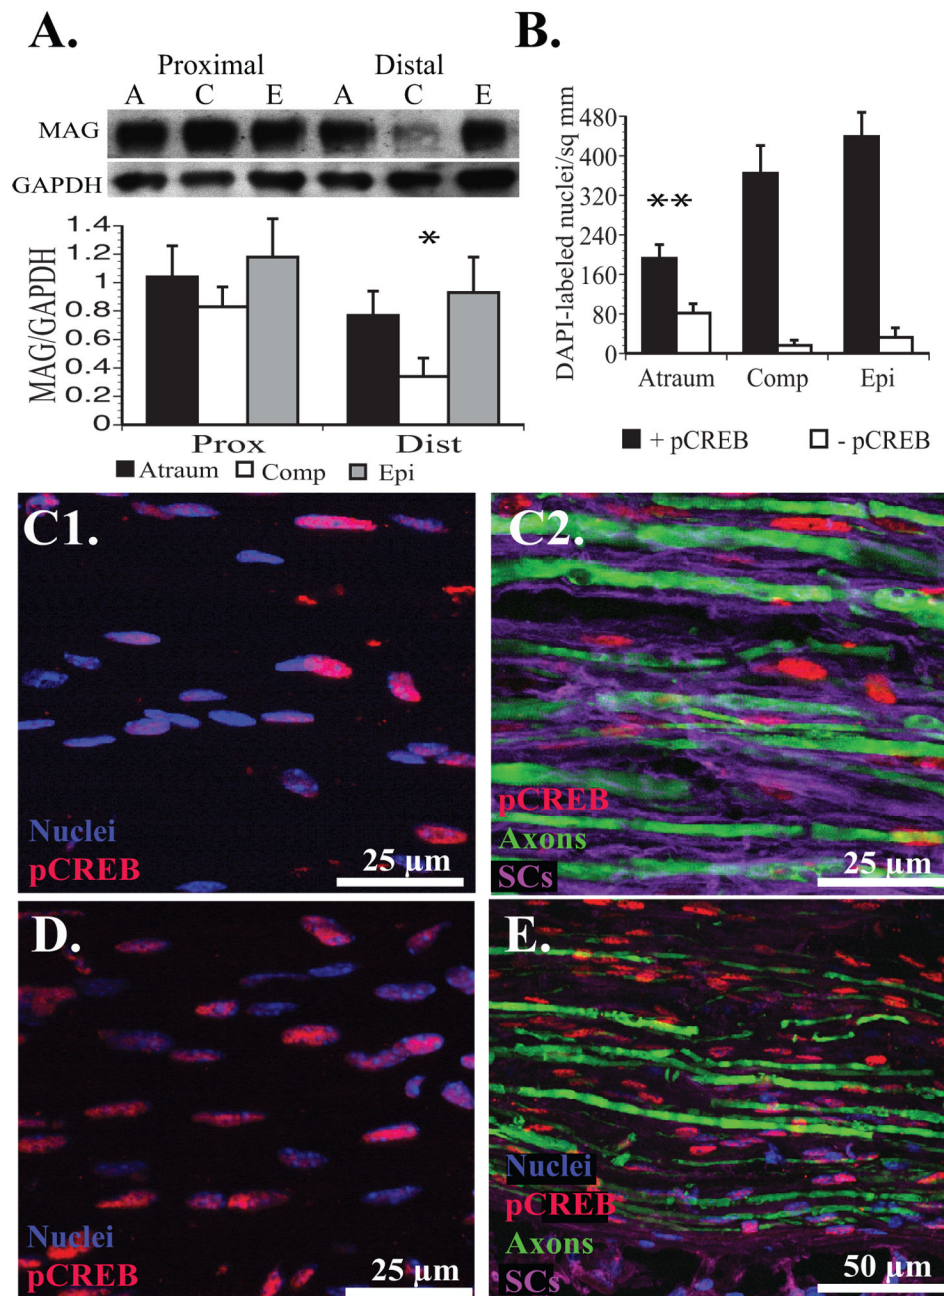 A.
Proximal Distal
A C E A C E
MAG
GAPDH
MAG/GAPDH
1.4
1.2
1.0
0.8
0.6
0.4
0.2
0
*
Prox Dist
Atraum Comp Epi
B.
DAPI-labeled nuclei/sq mm
480
400
320
240
160
80
0
**
Atraum Comp Epi
+ pCREB - pCREB
C1.
Nuclei
pCREB
25 µm
C2.
pCREB
Axons
SCs
25 µm
D.
Nuclei
pCREB
25 µm
E.
Nuclei
pCREB
Axons
SCs
50 µm